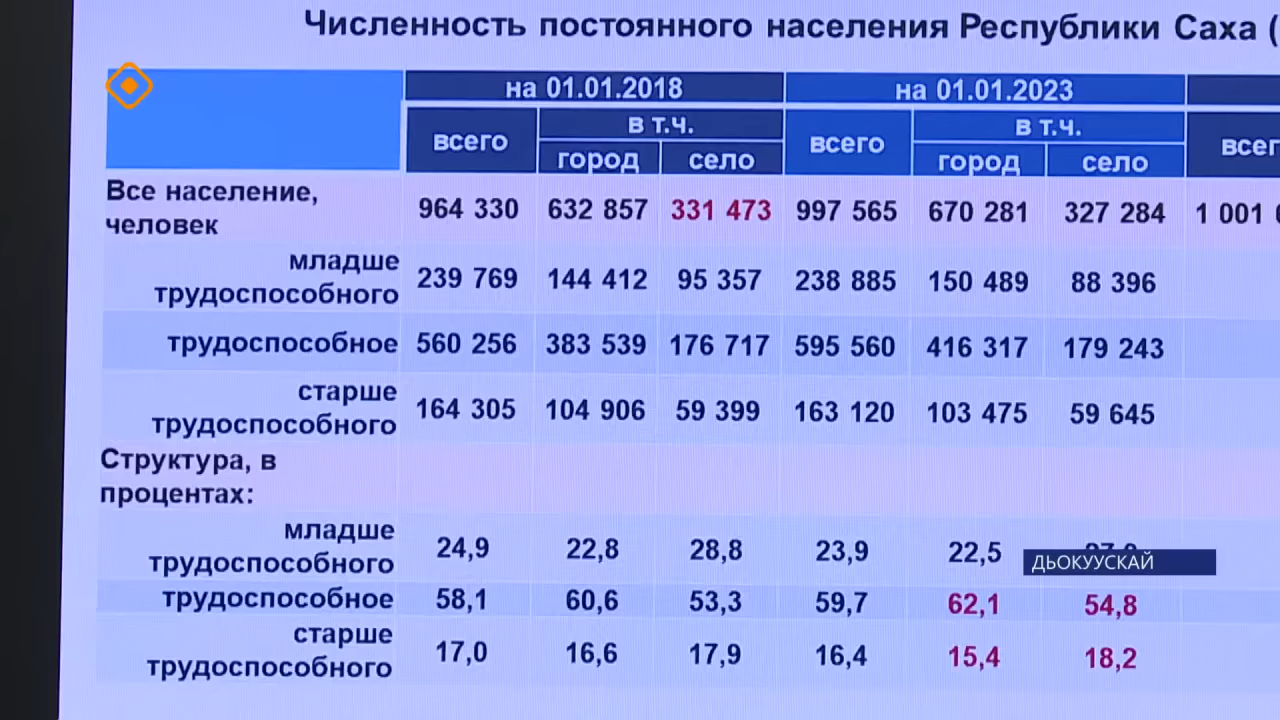 Численность постоянного населения Республики Саха (
на 01.01.2018 на 01.01.2023
всего в т.ч. всего в т.ч. всег
город село город село
Все население, человек 964 330 632 857 331 473 997 565 670 281 327 284 1 001
младше трудоспособного 239 769 144 412 95 357 238 885 150 489 88 396
трудоспособное 560 256 383 539 176 717 595 560 416 317 179 243
старше трудоспособного 164 305 104 906 59 399 163 120 103 475 59 645
Структура, в процентах:
младше трудоспособного 24,9 22,8 28,8 23,9 22,5
ДЬОКУУСКАЙ
трудоспособное 58,1 60,6 53,3 59,7 62,1 54,8
старше трудоспособного 17,0 16,6 17,9 16,4 15,4 18,2